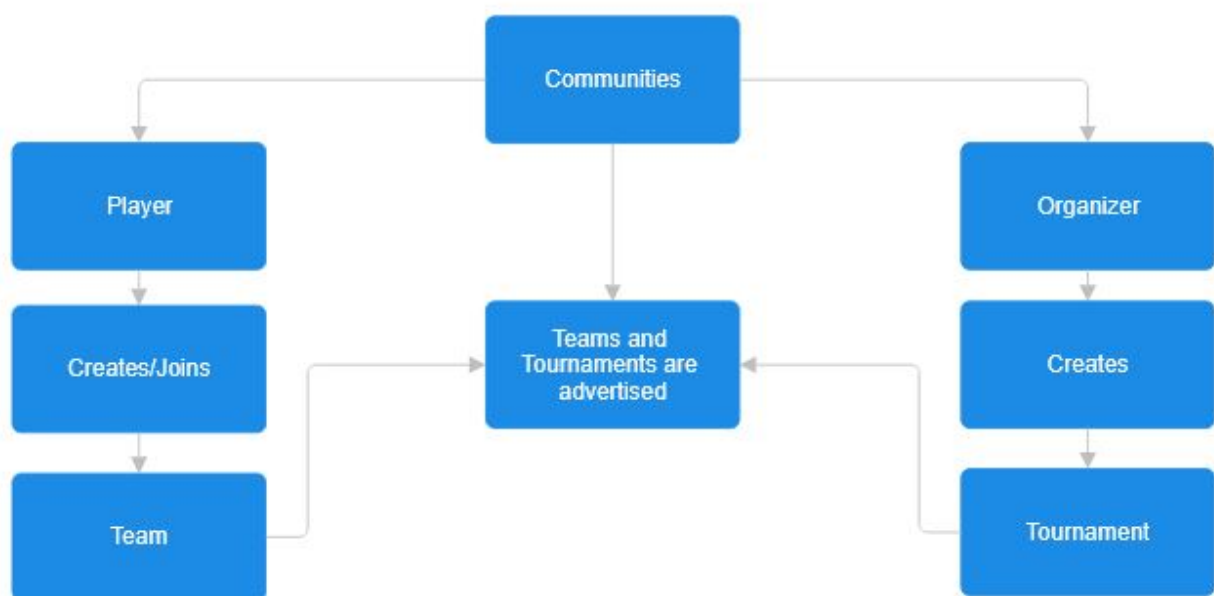 Communities
Player
Organizer
Creates/Joins
Teams and
Tournaments are
advertised
Creates
Team
Tournament